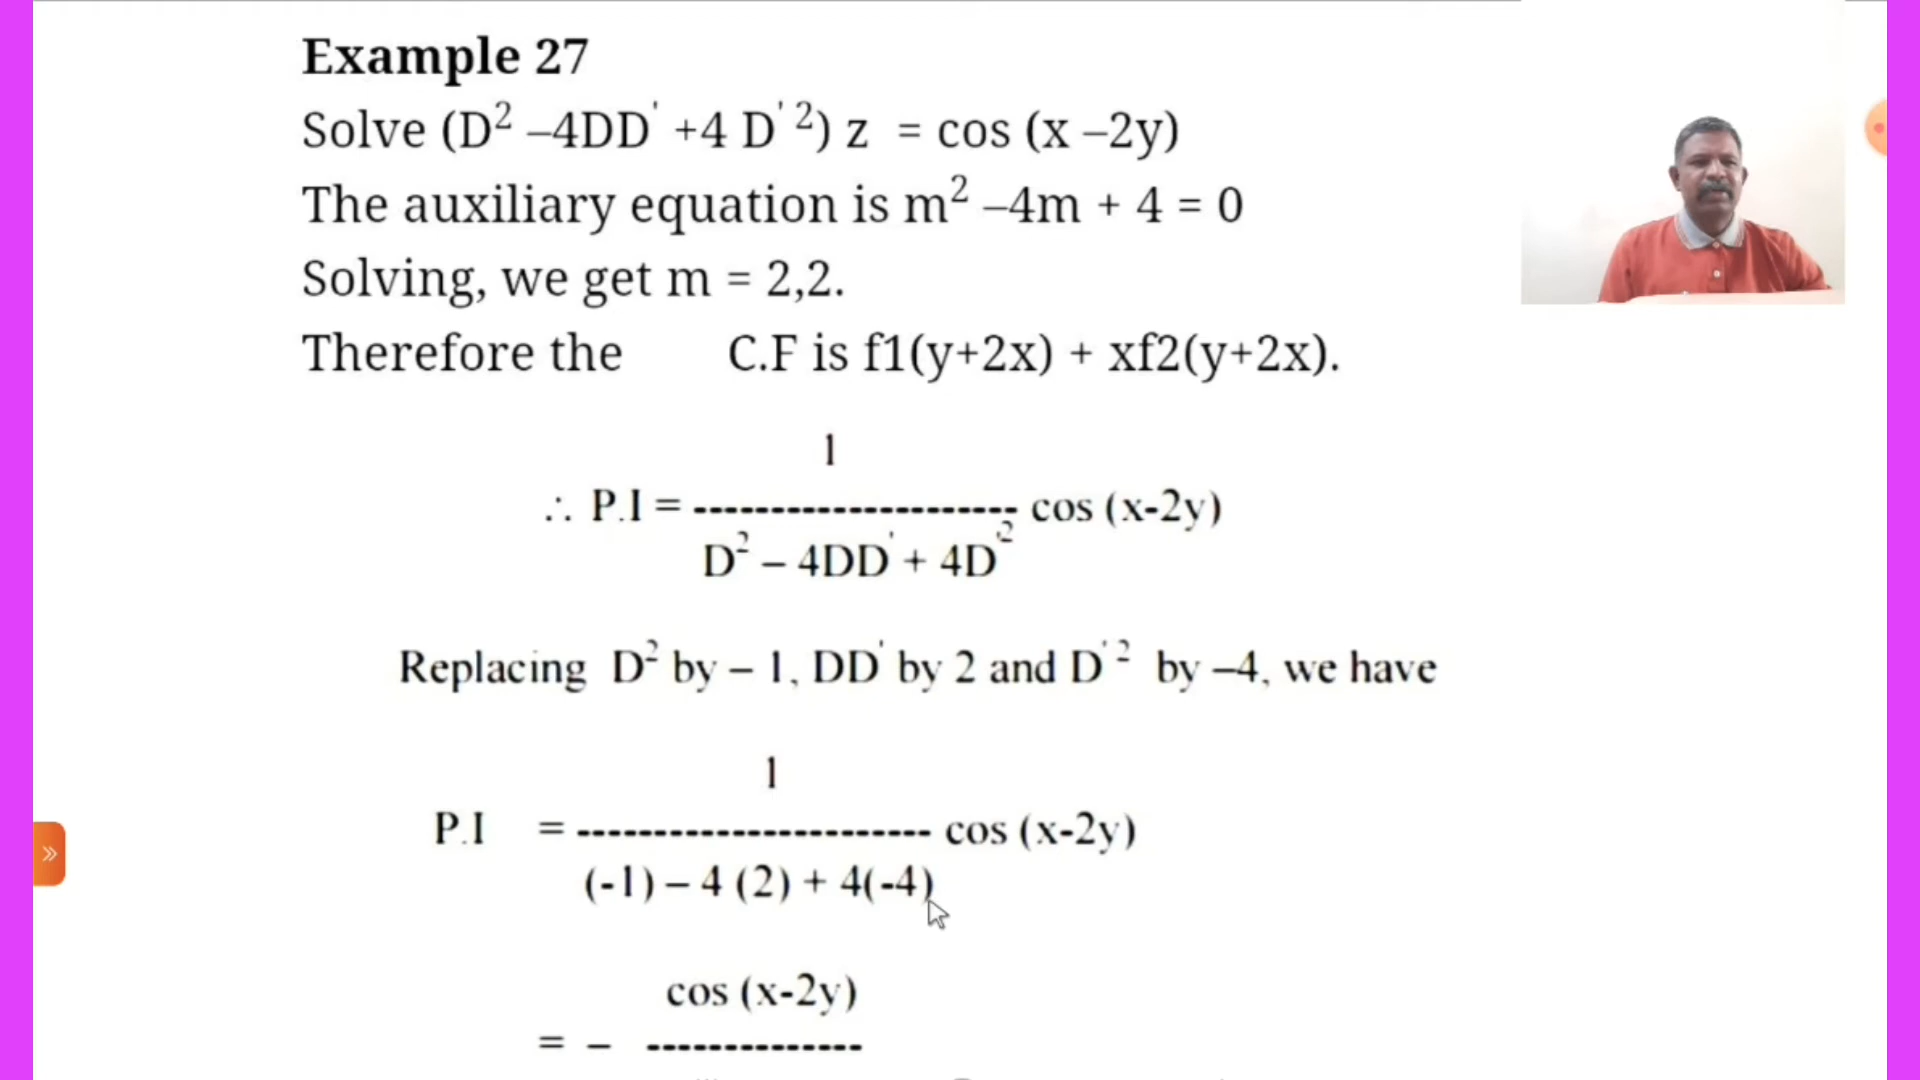 Example 27
Solve (D² –4DD' +4 D'²) z = cos (x –2y)
The auxiliary equation is m² –4m + 4 = 0
Solving, we get m = 2,2.
Therefore the C.F is f1(y+2x) + xf2(y+2x).
1
∴ P.I = --------------------- cos (x-2y)
D² – 4DD' + 4D'²
Replacing D² by – 1, DD' by 2 and D'² by –4, we have
1
P.I = ----------------------- cos (x-2y)
(-1) – 4 (2) + 4(-4)
cos (x-2y)
= – --------------